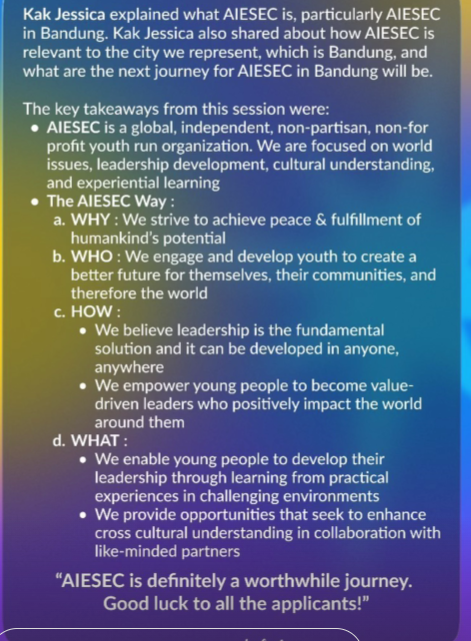 Kak Jessica explained what AIESEC is, particularly AIESEC
in Bandung. Kak Jessica also shared about how AIESEC is
relevant to the city we represent, which is Bandung, and
what are the next journey for AIESEC in Bandung will be.
The key takeaways from this session were:
• AIESEC is a global, independent, non-partisan, non-for
profit youth run organization. We are focused on world
issues, leadership development, cultural understanding,
and experiential learning
• The AIESEC Way :
a. WHY : We strive to achieve peace & fulfillment of
humankind's potential
b. WHO : We engage and develop youth to create a
better future for themselves, their communities, and
therefore the world
c. HOW :
• We believe leadership is the fundamental
solution and it can be developed in anyone,
anywhere
• We empower young people to become value-
driven leaders who positively impact the world
around them
d. WHAT :
• We enable young people to develop their
leadership through learning from practical
experiences in challenging environments
• We provide opportunities that seek to enhance
cross cultural understanding in collaboration with
like-minded partners
"AIESEC is definitely a worthwhile journey.
Good luck to all the applicants!"